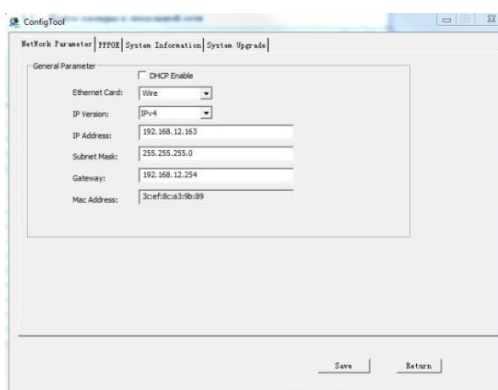 ConfigTool
NetWork Parameter PPPOE System Information System Upgrade
General Parameter
DHCP Enable
Ethernet Card: Wire
IP Version: IPv4
IP Address: 192.168.12.163
Subnet Mask: 255.255.255.0
Gateway: 192.168.12.254
Mac Address: 3c:ef:8c:a3:9b:89
Save Return